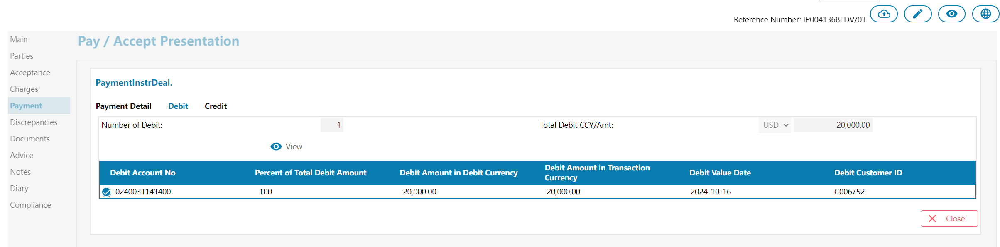 Reference Number: IP004136BEDV/01
Main
Parties
Acceptance
Charges
Payment
Discrepancies
Documents
Advice
Notes
Diary
Compliance
Pay / Accept Presentation
PaymentInstrDeal.
Payment Detail Debit Credit
Number of Debit: 1 Total Debit CCY/Amt: USD 20,000.00
View
Debit Account No Percent of Total Debit Amount Debit Amount in Debit Currency Debit Amount in Transaction Currency Debit Value Date Debit Customer ID
0240031141400 100 20,000.00 20,000.00 2024-10-16 C006752
Close